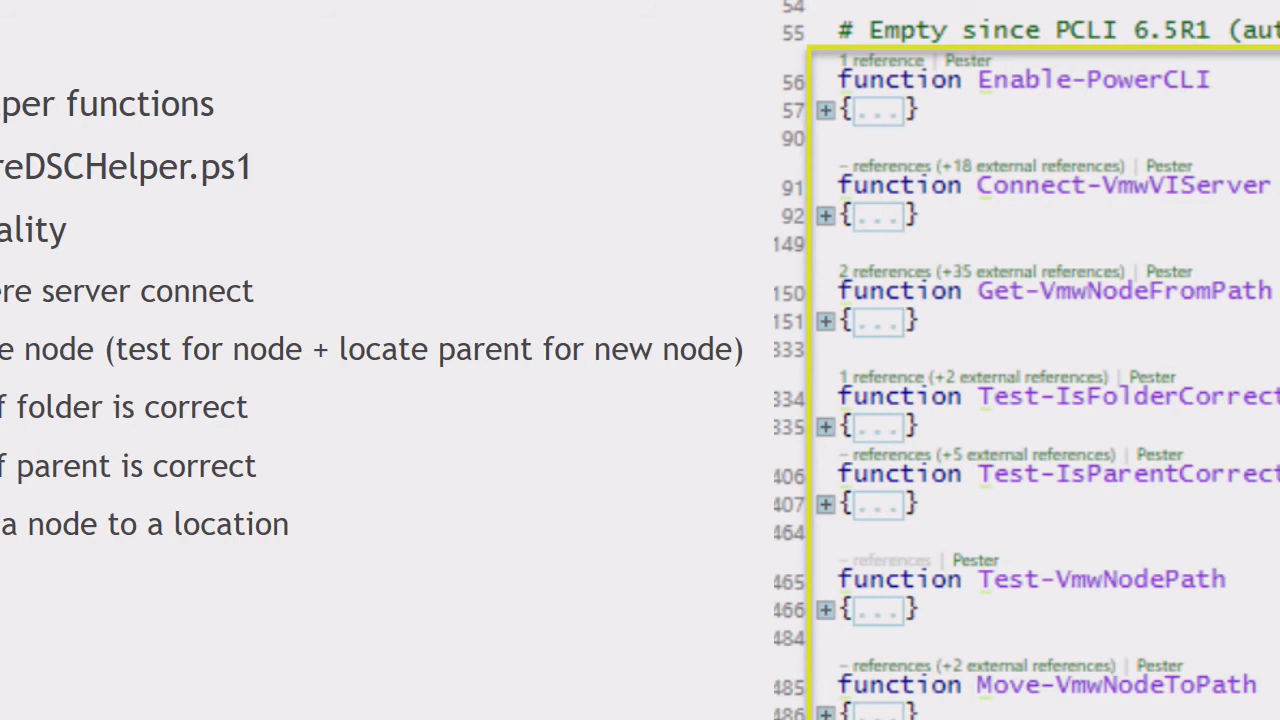 per functions
reDSCHelper.ps1
ality
ere server connect
e node (test for node + locate parent for new node)
f folder is correct
f parent is correct
a node to a location
54
55 # Empty since PCLI 6.5R1 (aut
1 reference | Pester
56 function Enable-PowerCLI
57 {...}
90
– references (+18 external references) | Pester
91 function Connect-VmwVIServer
92 {...}
149
2 references (+35 external references) | Pester
150 function Get-VmwNodeFromPath
151 {...}
333
1 reference (+2 external references) | Pester
334 function Test-IsFolderCorrect
335 {...}
– references (+5 external references) | Pester
406 function Test-IsParentCorrect
407 {...}
464
– references | Pester
465 function Test-VmwNodePath
466 {...}
484
– references (+2 external references) | Pester
485 function Move-VmwNodeToPath
486 {...}